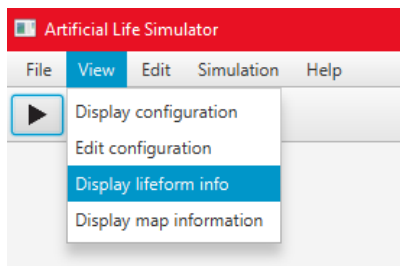 Artificial Life Simulator
File View Edit Simulation Help
Display configuration
Edit configuration
Display lifeform info
Display map information